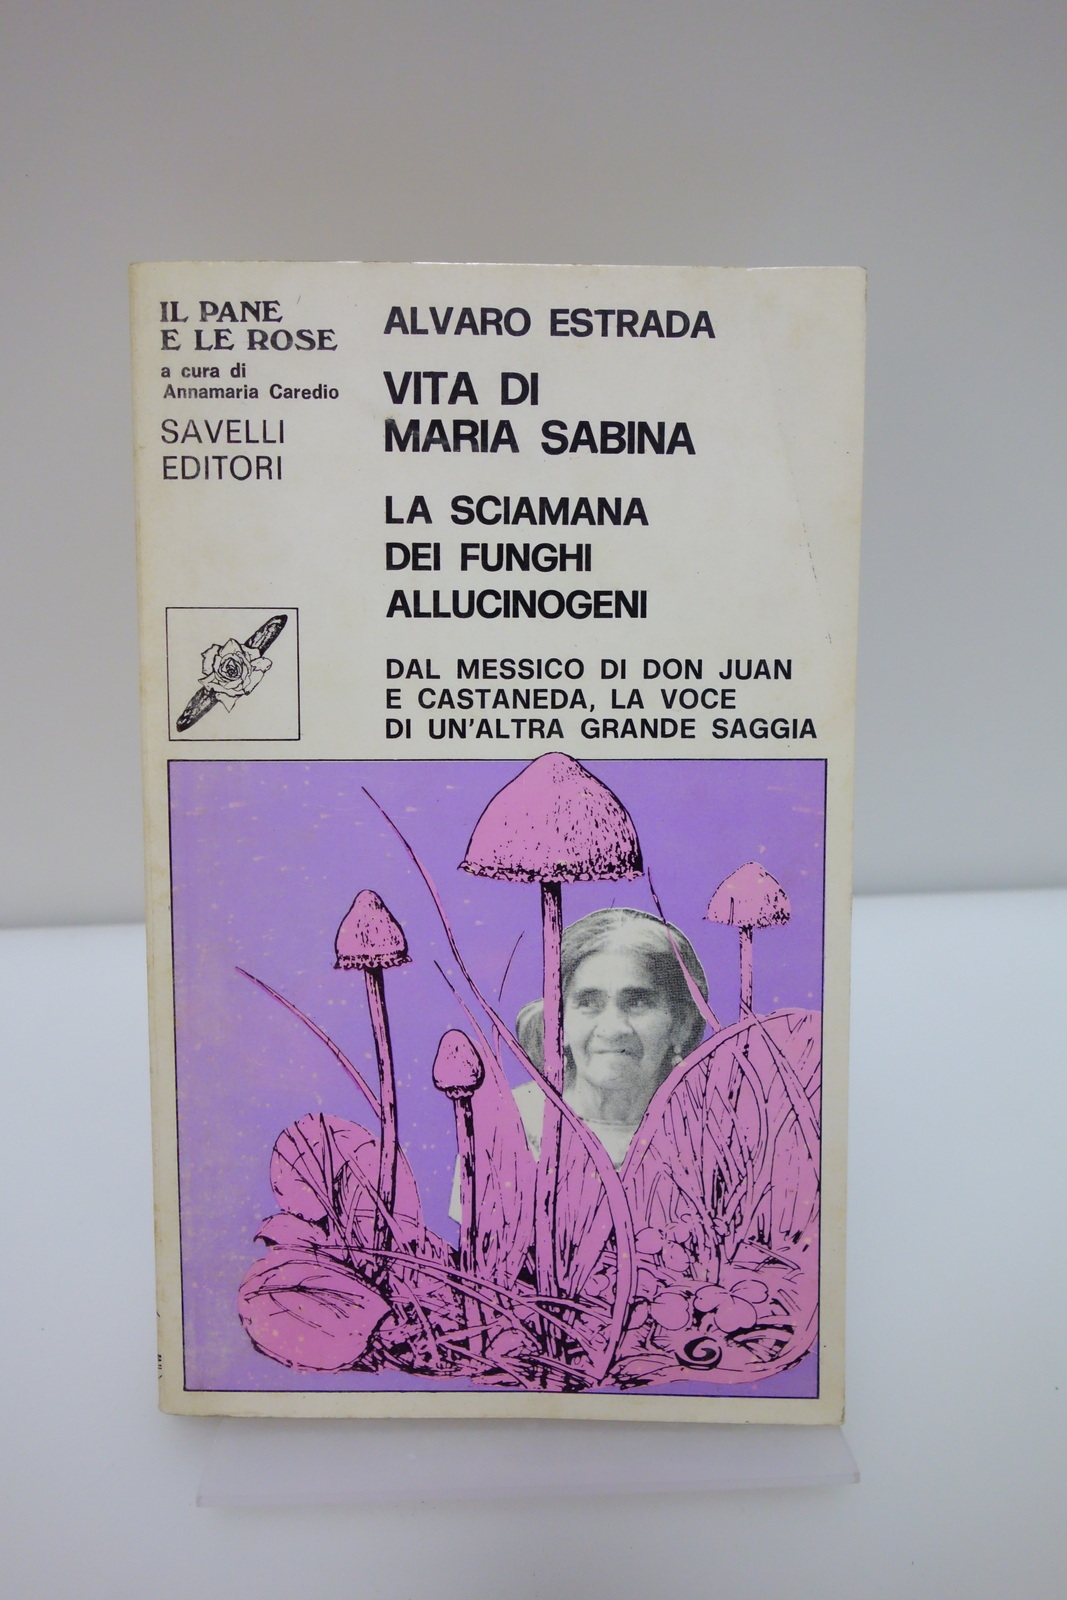 IL PANE
E LE ROSE
a cura di
Annamaria Caredio
SAVELLI
EDITORI
ALVARO ESTRADA
VITA DI
MARIA SABINA
LA SCIAMANA
DEI FUNGHI
ALLUCINOGENI
DAL MESSICO DI DON JUAN
E CASTANEDA, LA VOCE
DI UN'ALTRA GRANDE SAGGIA